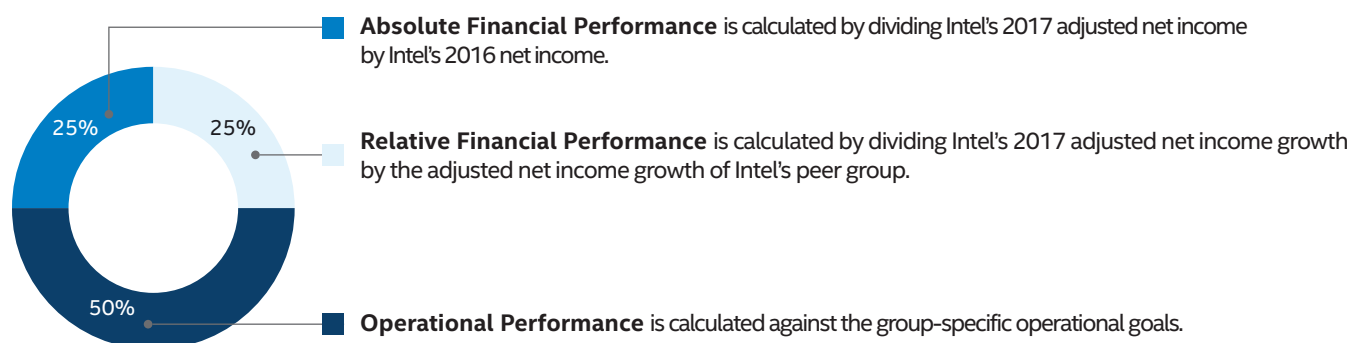 Absolute Financial Performance is calculated by dividing Intel's 2017 adjusted net income
by Intel's 2016 net income.
25%
25%
Relative Financial Performance is calculated by dividing Intel's 2017 adjusted net income growth
by the adjusted net income growth of Intel's peer group.
50%
Operational Performance is calculated against the group-specific operational goals.